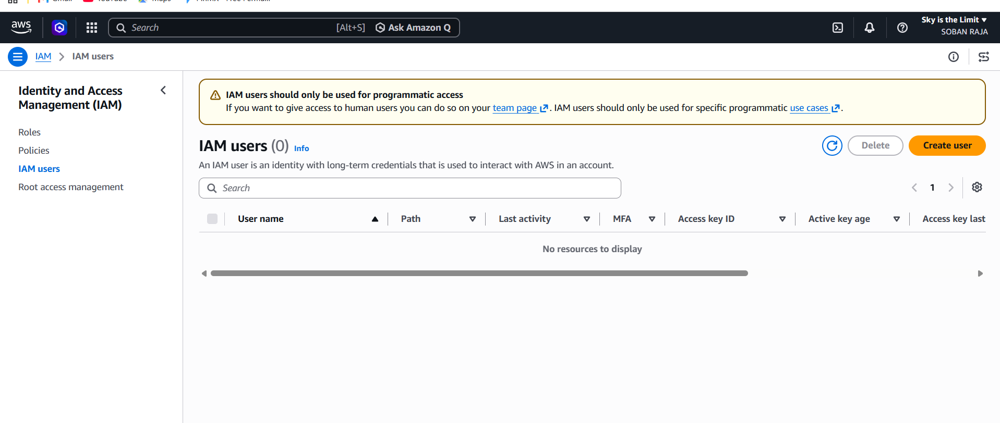 aws
Search [Alt+S] Ask Amazon Q
Sky is the Limit
SOBAN RAJA
IAM
IAM users
Identity and Access
Management (IAM)
Roles
Policies
IAM users
Root access management
IAM users should only be used for programmatic access
If you want to give access to human users you can do so on your team page . IAM users should only be used for specific programmatic use cases .
IAM users (0) Info
Delete
Create user
An IAM user is an identity with long-term credentials that is used to interact with AWS in an account.
Search
1
User name Path Last activity MFA Access key ID Active key age Access key last
No resources to display